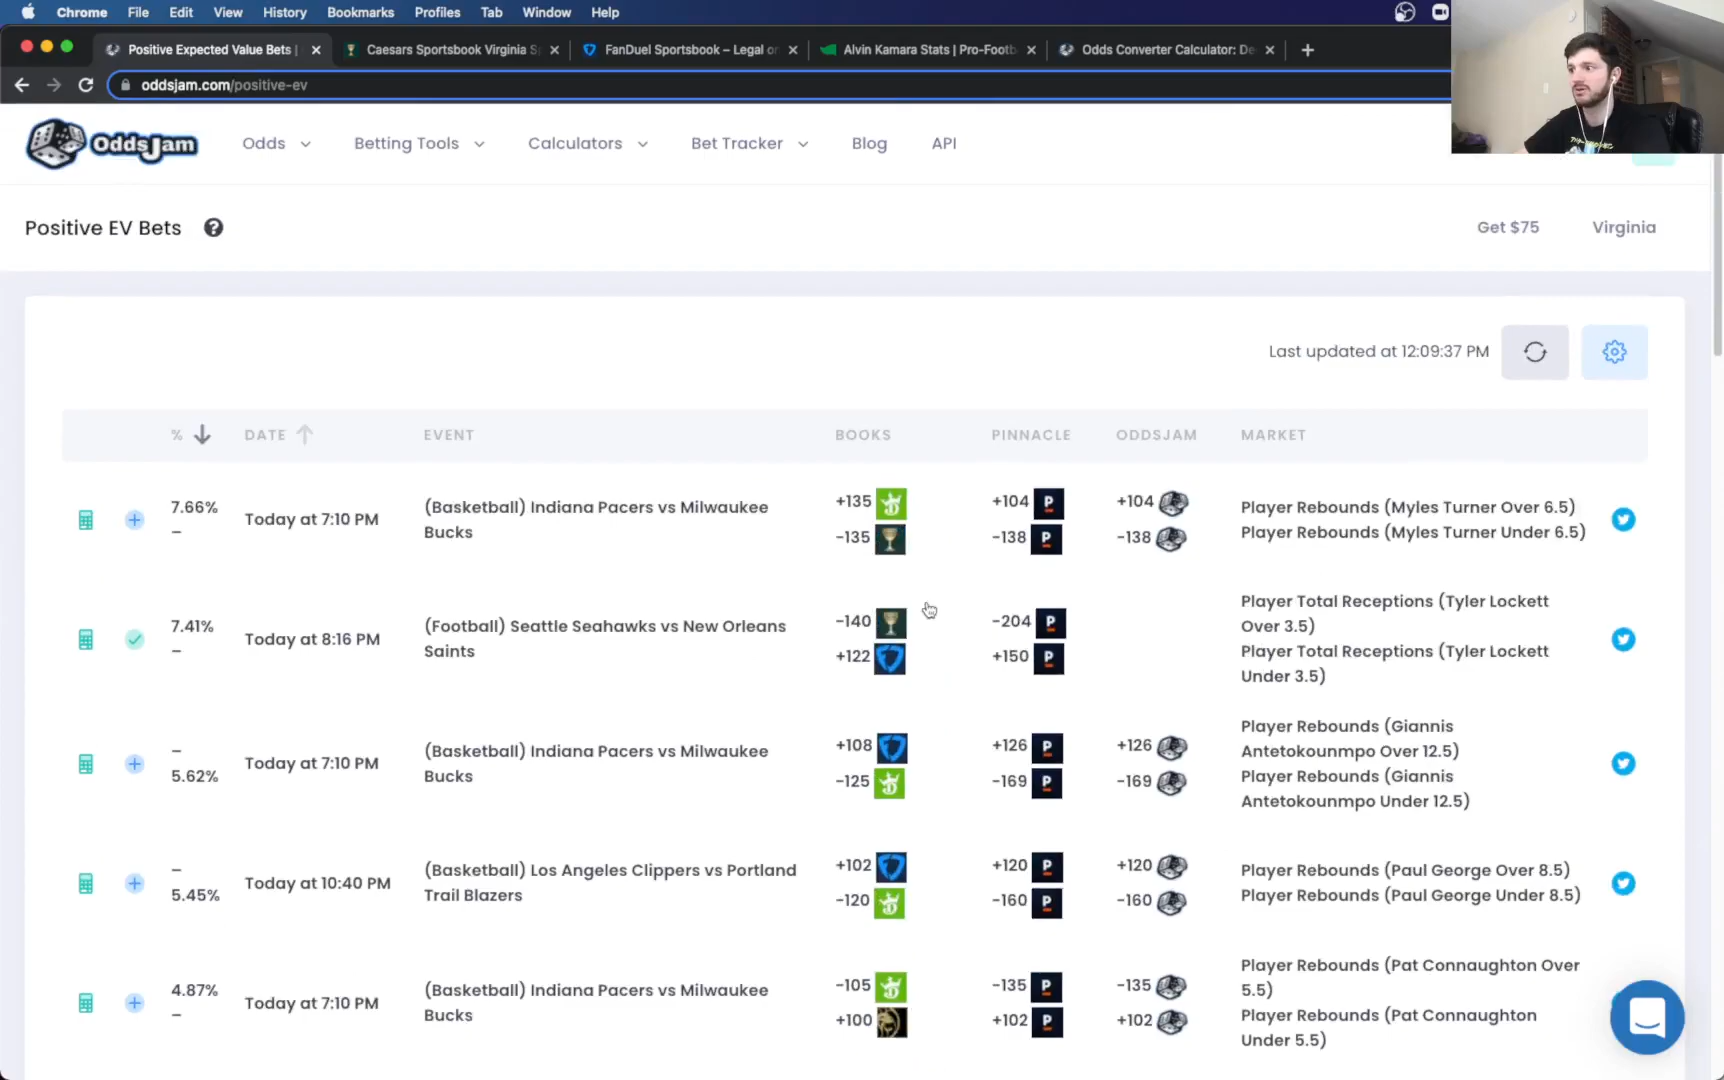 Chrome File Edit View History Bookmarks Profiles Tab Window Help
Positive Expected Value Bets |
Caesars Sportsbook Virginia S
FanDuel Sportsbook – Legal or
Alvin Kamara Stats | Pro-Footb
Odds Converter Calculator: De
oddsjam.com/positive-ev
OddsJam Odds Betting Tools Calculators Bet Tracker Blog API
Positive EV Bets ? Get $75 Virginia
Last updated at 12:09:37 PM
% DATE EVENT BOOKS PINNACLE ODDSJAM MARKET
7.66%
–
Today at 7:10 PM
(Basketball) Indiana Pacers vs Milwaukee
Bucks
+135 +104 +104
-135 -138 -138
Player Rebounds (Myles Turner Over 6.5)
Player Rebounds (Myles Turner Under 6.5)
7.41%
–
Today at 8:16 PM
(Football) Seattle Seahawks vs New Orleans
Saints
-140 -204
+122 +150
Player Total Receptions (Tyler Lockett
Over 3.5)
Player Total Receptions (Tyler Lockett
Under 3.5)
–
5.62%
Today at 7:10 PM
(Basketball) Indiana Pacers vs Milwaukee
Bucks
+108 +126 +126
-125 -169 -169
Player Rebounds (Giannis
Antetokounmpo Over 12.5)
Player Rebounds (Giannis
Antetokounmpo Under 12.5)
–
5.45%
Today at 10:40 PM
(Basketball) Los Angeles Clippers vs Portland
Trail Blazers
+102 +120 +120
-120 -160 -160
Player Rebounds (Paul George Over 8.5)
Player Rebounds (Paul George Under 8.5)
4.87%
–
Today at 7:10 PM
(Basketball) Indiana Pacers vs Milwaukee
Bucks
-105 -135 -135
+100 +102 +102
Player Rebounds (Pat Connaughton Over
5.5)
Player Rebounds (Pat Connaughton
Under 5.5)